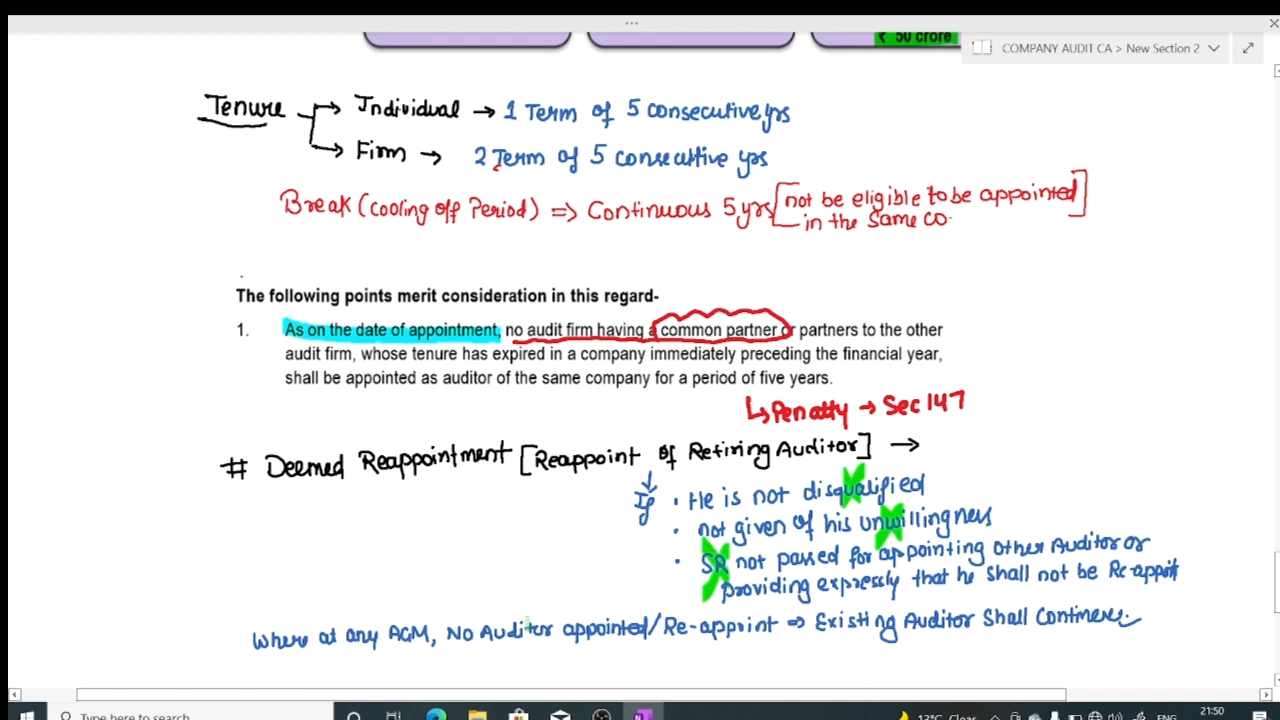 ₹ 50 crore
COMPANY AUDIT CA > New Section 2
Tenure → Individual → 1 Term of 5 consecutive yrs
→ Firm → 2 Term of 5 consecutive yrs
Break (cooling off Period) ⇒ Continuous 5 yrs [not be eligible to be appointed
in the same co.]
The following points merit consideration in this regard-
1. As on the date of appointment, no audit firm having a common partner or partners to the other
audit firm, whose tenure has expired in a company immediately preceding the financial year,
shall be appointed as auditor of the same company for a period of five years.
↳ Penalty → Sec 147
# Deemed Reappointment [Reappoint of Retiring Auditor] →
↓
If • He is not disqualified
• not given of his unwillingness
• SR not passed for appointing other Auditor or
providing expressly that he shall not be Re-appoint
Where at any AGM, No Auditor appointed/Re-appoint ⇒ Existing Auditor Shall Continue.
Type here to search
12°C Clear
ENG
21:50